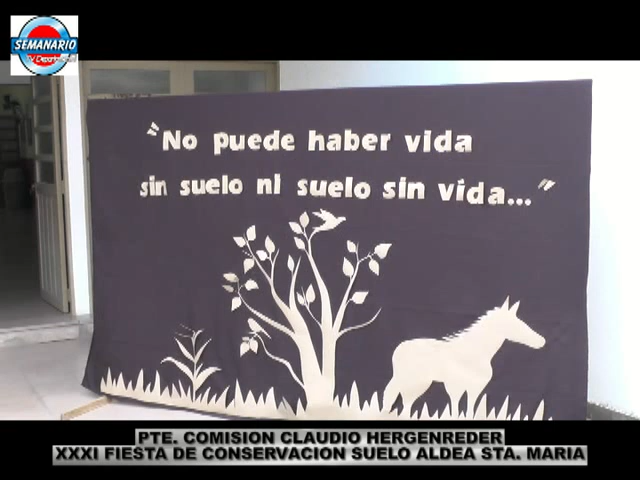 SEMANARIO
"No puede haber vida
sin suelo ni suelo sin vida..."
PTE. COMISION CLAUDIO HERGENREDER
XXXI FIESTA DE CONSERVACION SUELO ALDEA STA. MARIA